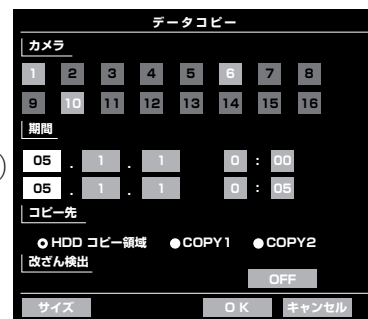 データコピー
カメラ
1 2 3 4 5 6 7 8
9 10 11 12 13 14 15 16
期間
05 . 1 . 1 0 : 00
05 . 1 . 1 0 : 05
コピー先
HDD コピー領域 COPY1 COPY2
改ざん検出
OFF
サイズ OK キャンセル